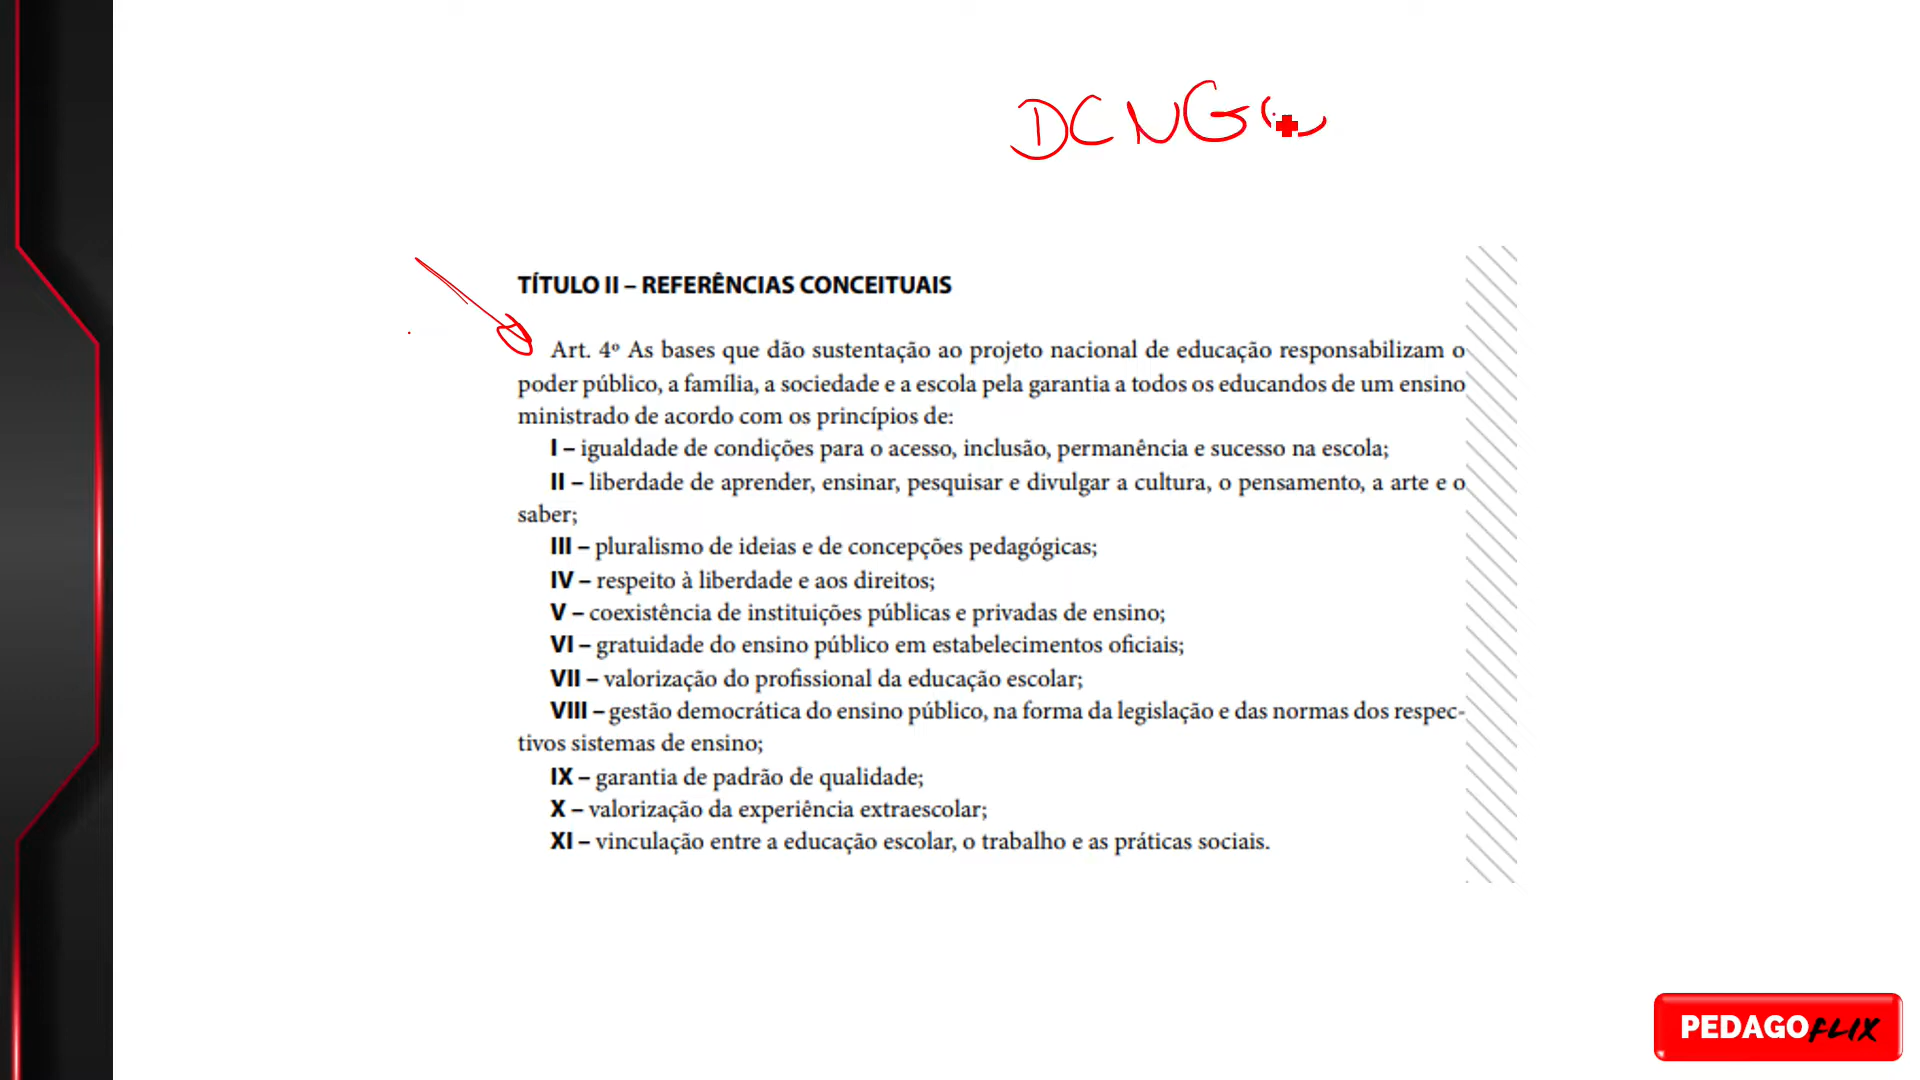 DCNG
TÍTULO II – REFERÊNCIAS CONCEITUAIS
Art. 4º As bases que dão sustentação ao projeto nacional de educação responsabilizam o
poder público, a família, a sociedade e a escola pela garantia a todos os educandos de um ensino
ministrado de acordo com os princípios de:
I – igualdade de condições para o acesso, inclusão, permanência e sucesso na escola;
II – liberdade de aprender, ensinar, pesquisar e divulgar a cultura, o pensamento, a arte e o
saber;
III – pluralismo de ideias e de concepções pedagógicas;
IV – respeito à liberdade e aos direitos;
V – coexistência de instituições públicas e privadas de ensino;
VI – gratuidade do ensino público em estabelecimentos oficiais;
VII – valorização do profissional da educação escolar;
VIII – gestão democrática do ensino público, na forma da legislação e das normas dos respec-
tivos sistemas de ensino;
IX – garantia de padrão de qualidade;
X – valorização da experiência extraescolar;
XI – vinculação entre a educação escolar, o trabalho e as práticas sociais.
PEDAGOFLIX